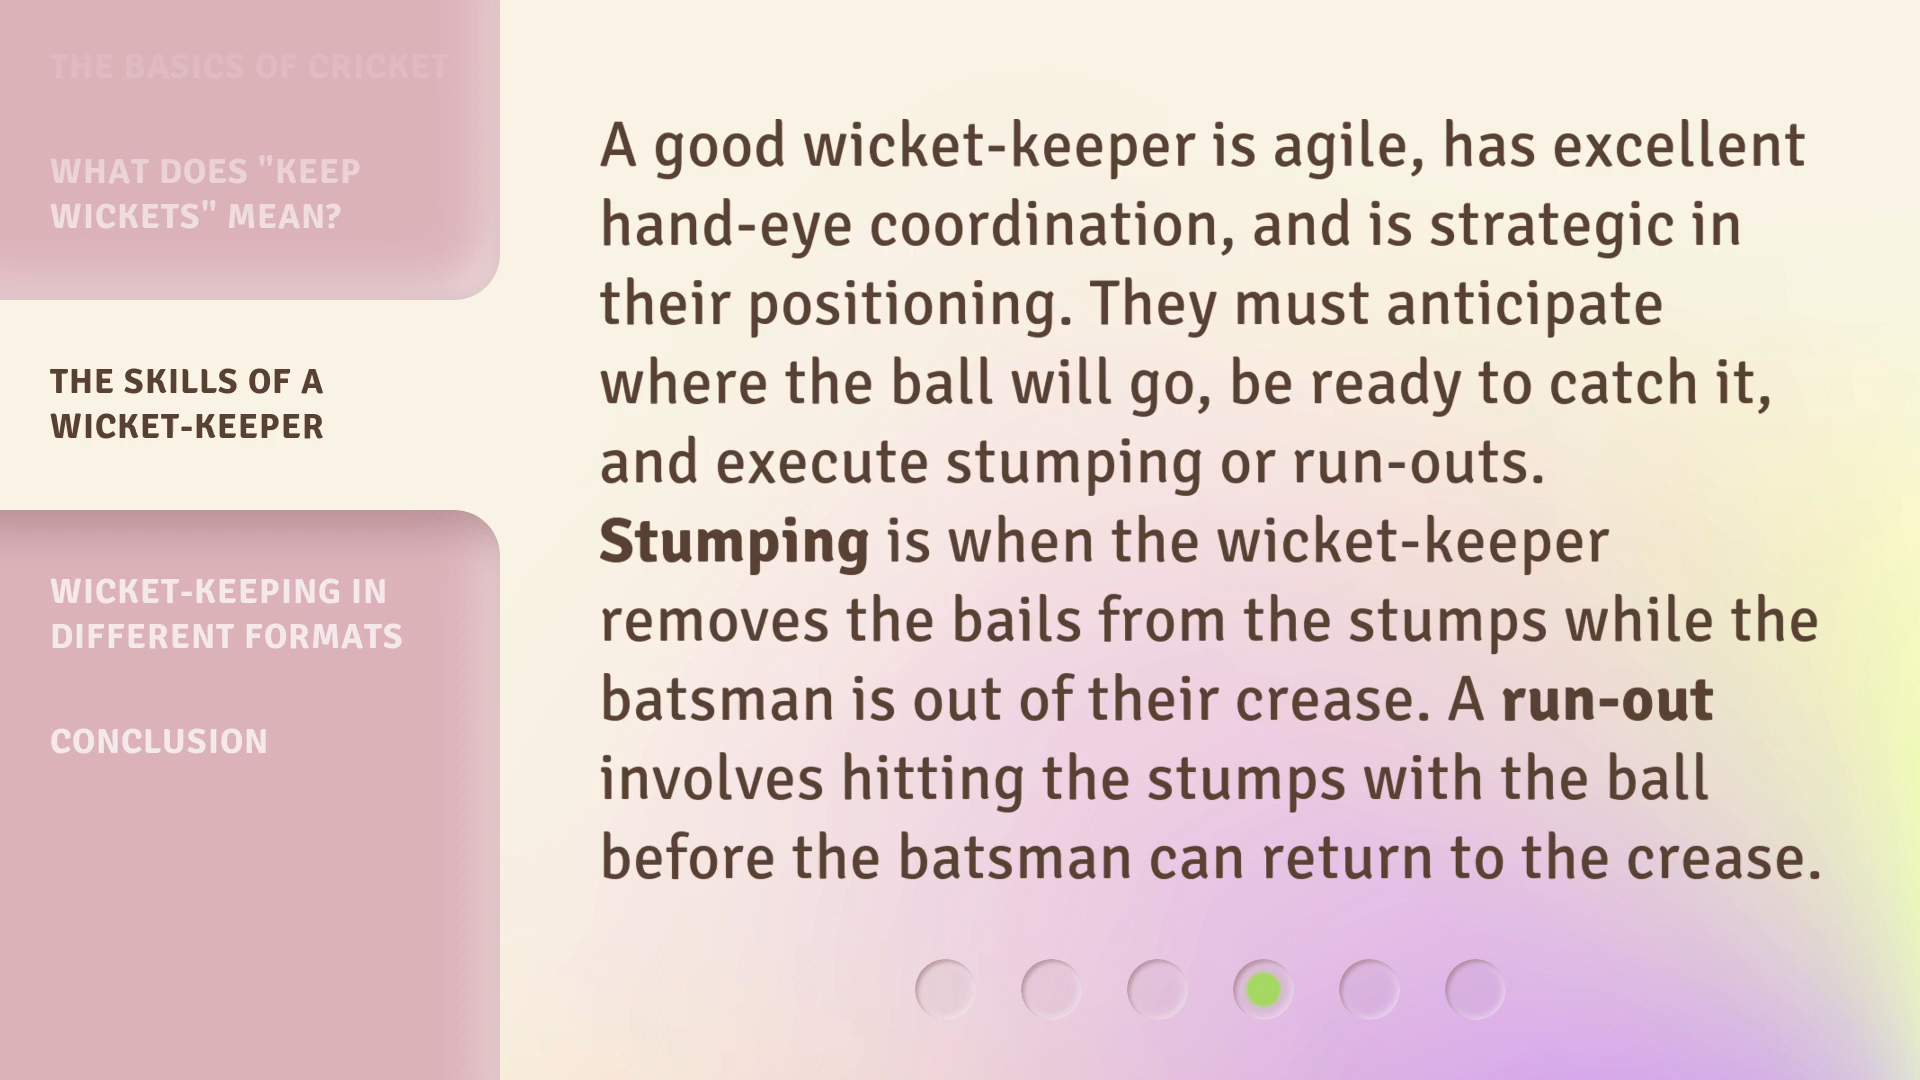 THE BASICS OF CRICKET
WHAT DOES "KEEP
WICKETS" MEAN?
THE SKILLS OF A
WICKET-KEEPER
WICKET-KEEPING IN
DIFFERENT FORMATS
CONCLUSION
A good wicket-keeper is agile, has excellent
hand-eye coordination, and is strategic in
their positioning. They must anticipate
where the ball will go, be ready to catch it,
and execute stumping or run-outs.
Stumping is when the wicket-keeper
removes the bails from the stumps while the
batsman is out of their crease. A run-out
involves hitting the stumps with the ball
before the batsman can return to the crease.